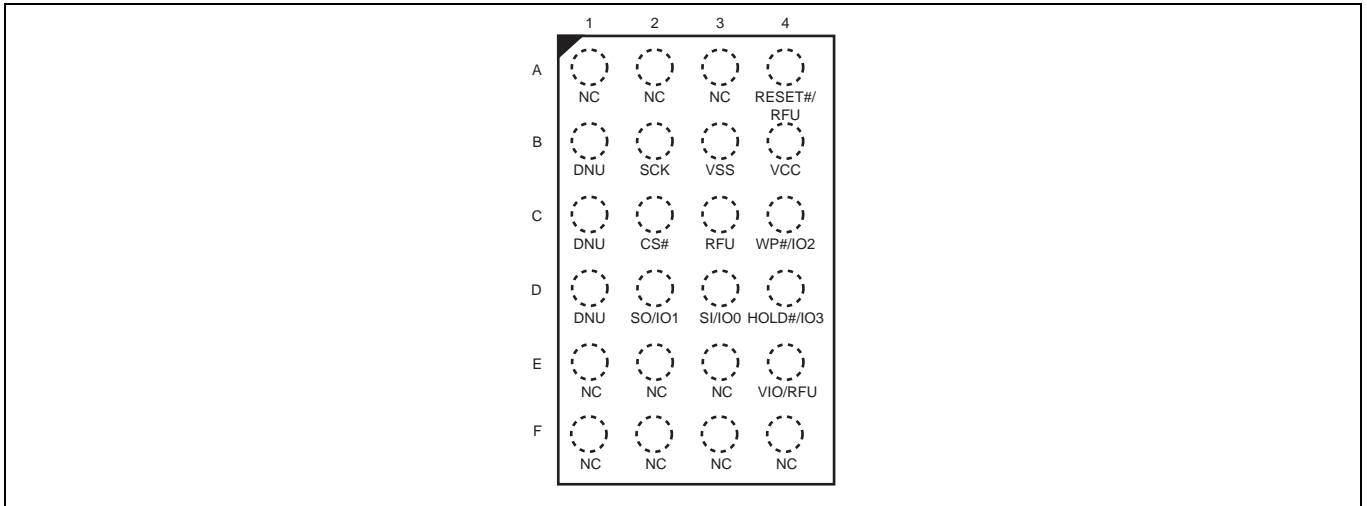 1 2 3 4
A
NC NC NC RESET#/
RFU
B
DNU SCK VSS VCC
C
DNU CS# RFU WP#/IO2
D
DNU SO/IO1 SI/IO0 HOLD#/IO3
E
NC NC NC VIO/RFU
F
NC NC NC NC